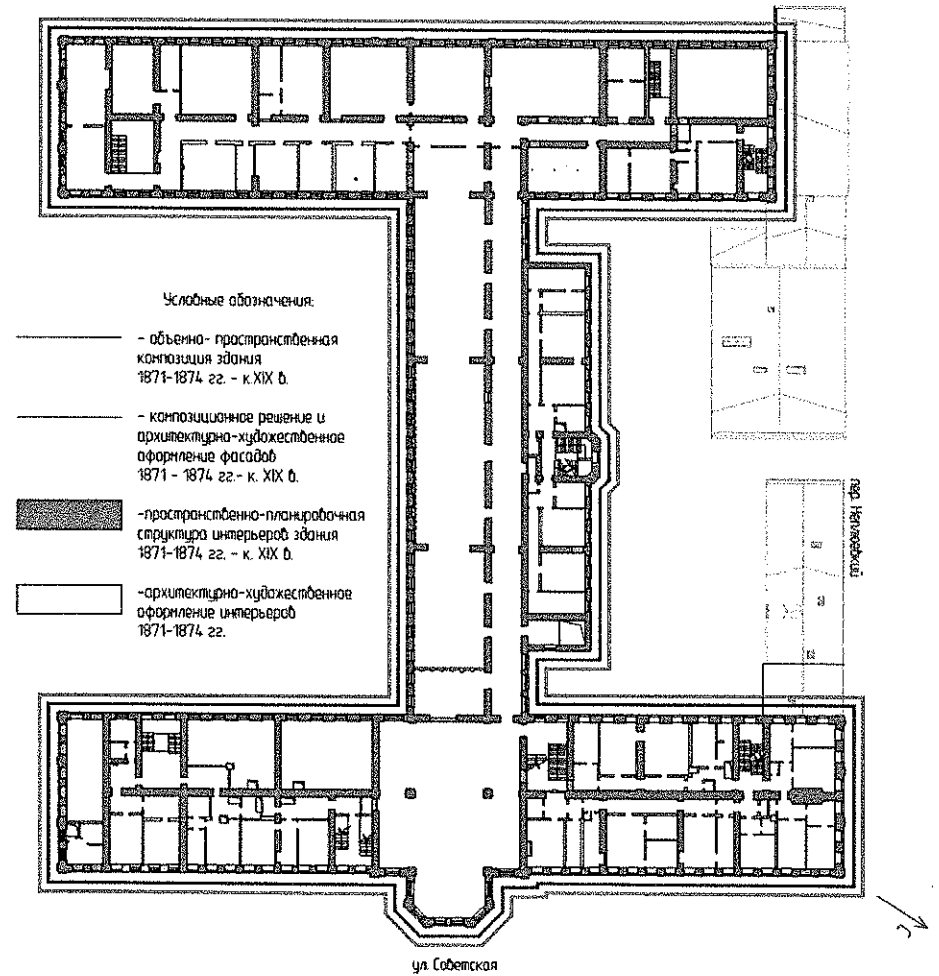 Условные обозначения:
- объемно- пространственная
композиция здания
1871-1874 гг. - к.XIX в.
- композиционное решение и
архитектурно-художественное
оформление фасадов
1871 - 1874 гг.- к. XIX в.
-пространственно-планировочная
структура интерьеров здания
1871-1874 гг. - к. XIX в.
-архитектурно-художественное
оформление интерьеров
1871-1874 гг.
пер.
ул. Советская